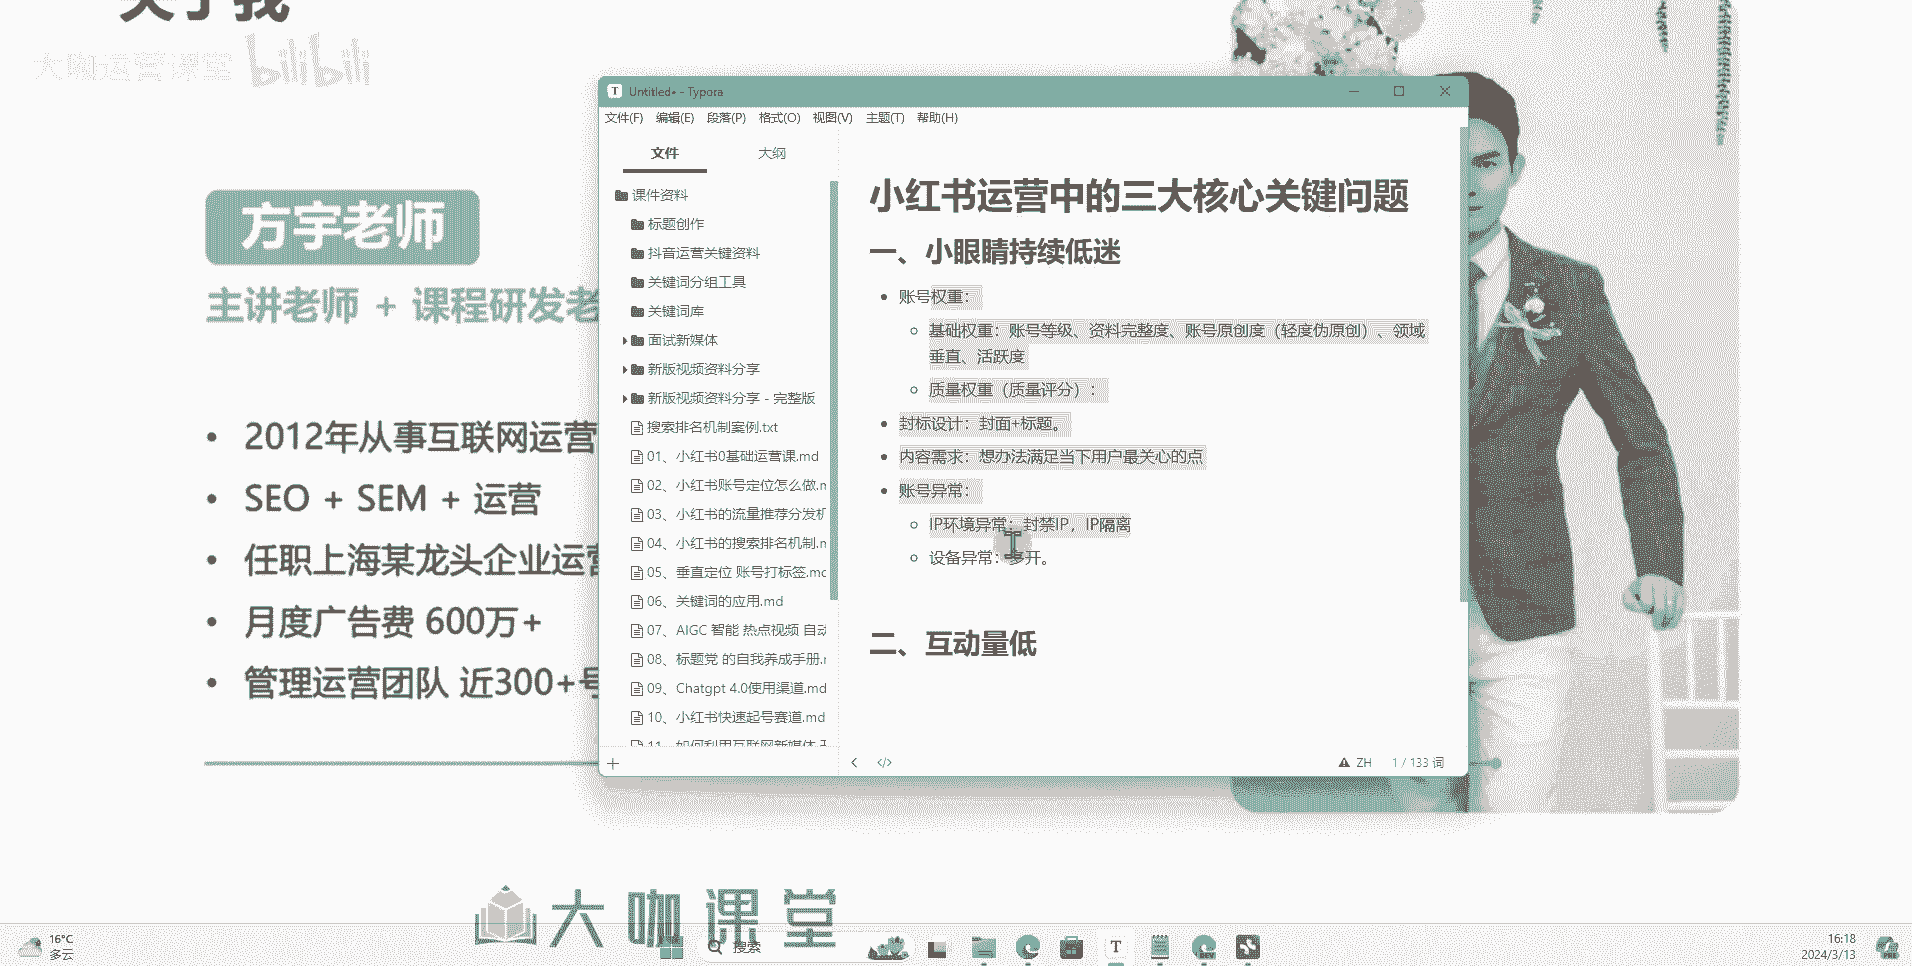 关于我
大咖运营课堂 bilibili
方宇老师
主讲老师 + 课程研发老
2012年从事互联网运营
SEO + SEM + 运营
任职上海某龙头企业运营
月度广告费 600万+
管理运营团队 近300+号
Untitled• - Typora
文件(F) 编辑(E) 段落(P) 格式(O) 视图(V) 主题(T) 帮助(H)
文件 大纲
课件资料
标题创作
抖音运营关键资料
关键词分组工具
关键词库
面试新媒体
新版视频资料分享
新版视频资料分享 - 完整版
搜索排名机制案例.txt
01、小红书0基础运营课.md
02、小红书账号定位怎么做.m
03、小红书的流量推荐分发机
04、小红书的搜索排名机制.m
05、垂直定位 账号打标签.mc
06、关键词的应用.md
07、AIGC 智能 热点视频 自动
08、标题党 的自我养成手册.r
09、Chatgpt 4.0使用渠道.md
10、小红书快速起号赛道.md
11、如何利用互联网新媒体
小红书运营中的三大核心关键问题
一、小眼睛持续低迷
账号权重：
基础权重：账号等级、资料完整度、账号原创度（轻度伪原创）、领域
垂直、活跃度
质量权重（质量评分）：
封标设计：封面+标题。
内容需求：想办法满足当下用户最关心的点
账号异常：
IP环境异常：封禁IP，IP隔离
设备异常：多开。
二、互动量低
ZH 1 / 133 词
大咖课堂
16°C
多云
搜索
16:18
2024/3/13